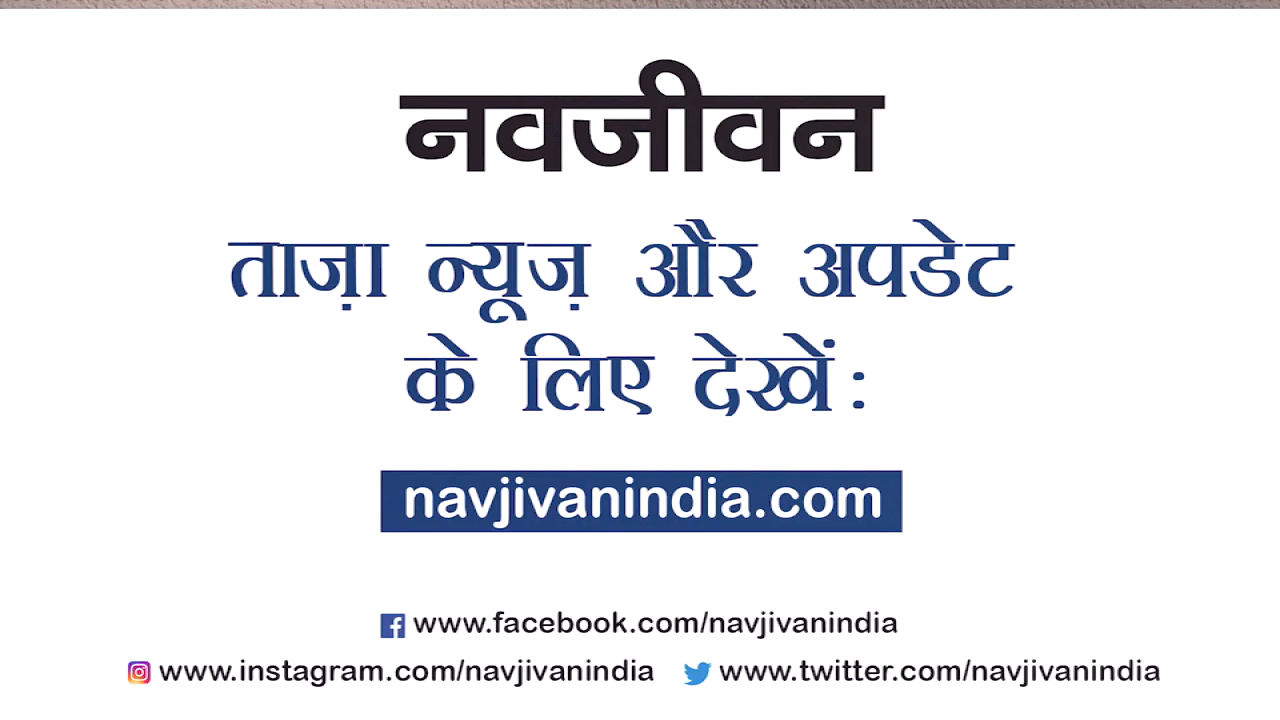 नवजीवन
ताज़ा न्यूज़ और अपडेट
के लिए देखें:
navjivanindia.com
www.facebook.com/navjivanindia
www.instagram.com/navjivanindia www.twitter.com/navjivanindia